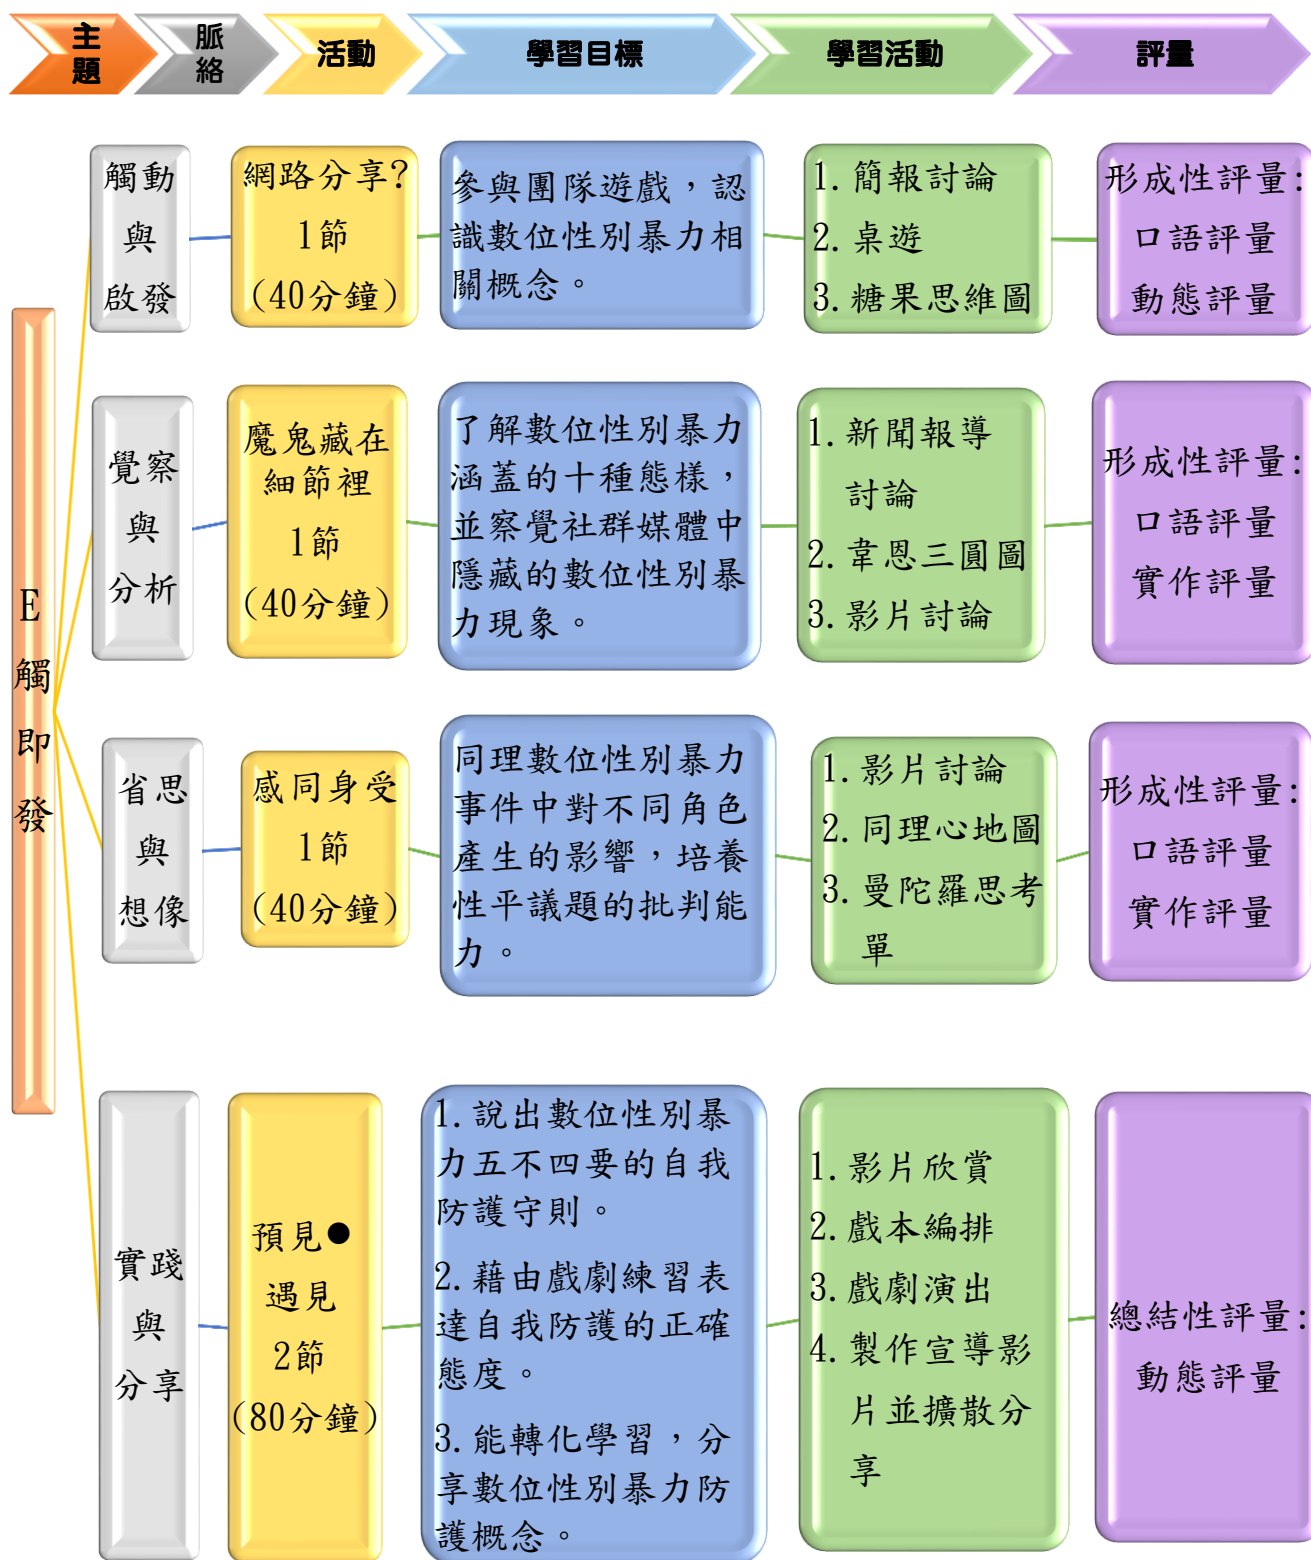 主
題
脈
絡
活動
學習目標
學習活動
評量
E
觸
即
發
觸動
與
啟發
網路分享?
1節
(40分鐘)
參與團隊遊戲，認
識數位性別暴力相
關概念。
1. 簡報討論
2. 桌遊
3. 糖果思維圖
形成性評量:
口語評量
動態評量
覺察
與
分析
魔鬼藏在
細節裡
1節
(40分鐘)
了解數位性別暴力
涵蓋的十種態樣，
並察覺社群媒體中
隱藏的數位性別暴
力現象。
1. 新聞報導
討論
2. 韋恩三圓圖
3. 影片討論
形成性評量:
口語評量
實作評量
省思
與
想像
感同身受
1節
(40分鐘)
同理數位性別暴力
事件中對不同角色
產生的影響，培養
性平議題的批判能
力。
1. 影片討論
2. 同理心地圖
3. 曼陀羅思考
單
形成性評量:
口語評量
實作評量
實踐
與
分享
預見●
遇見
2節
(80分鐘)
1. 說出數位性別暴
力五不四要的自我
防護守則。
2. 藉由戲劇練習表
達自我防護的正確
態度。
3. 能轉化學習，分
享數位性別暴力防
護概念。
1. 影片欣賞
2. 戲本編排
3. 戲劇演出
4. 製作宣導影
片並擴散分
享
總結性評量:
動態評量